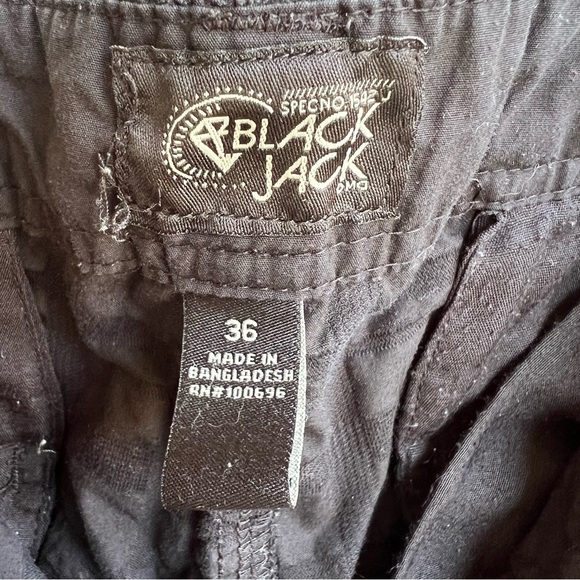 SPECNO.
BLACK
JACK
36
MADE IN
BANGLADESH
RN#100696